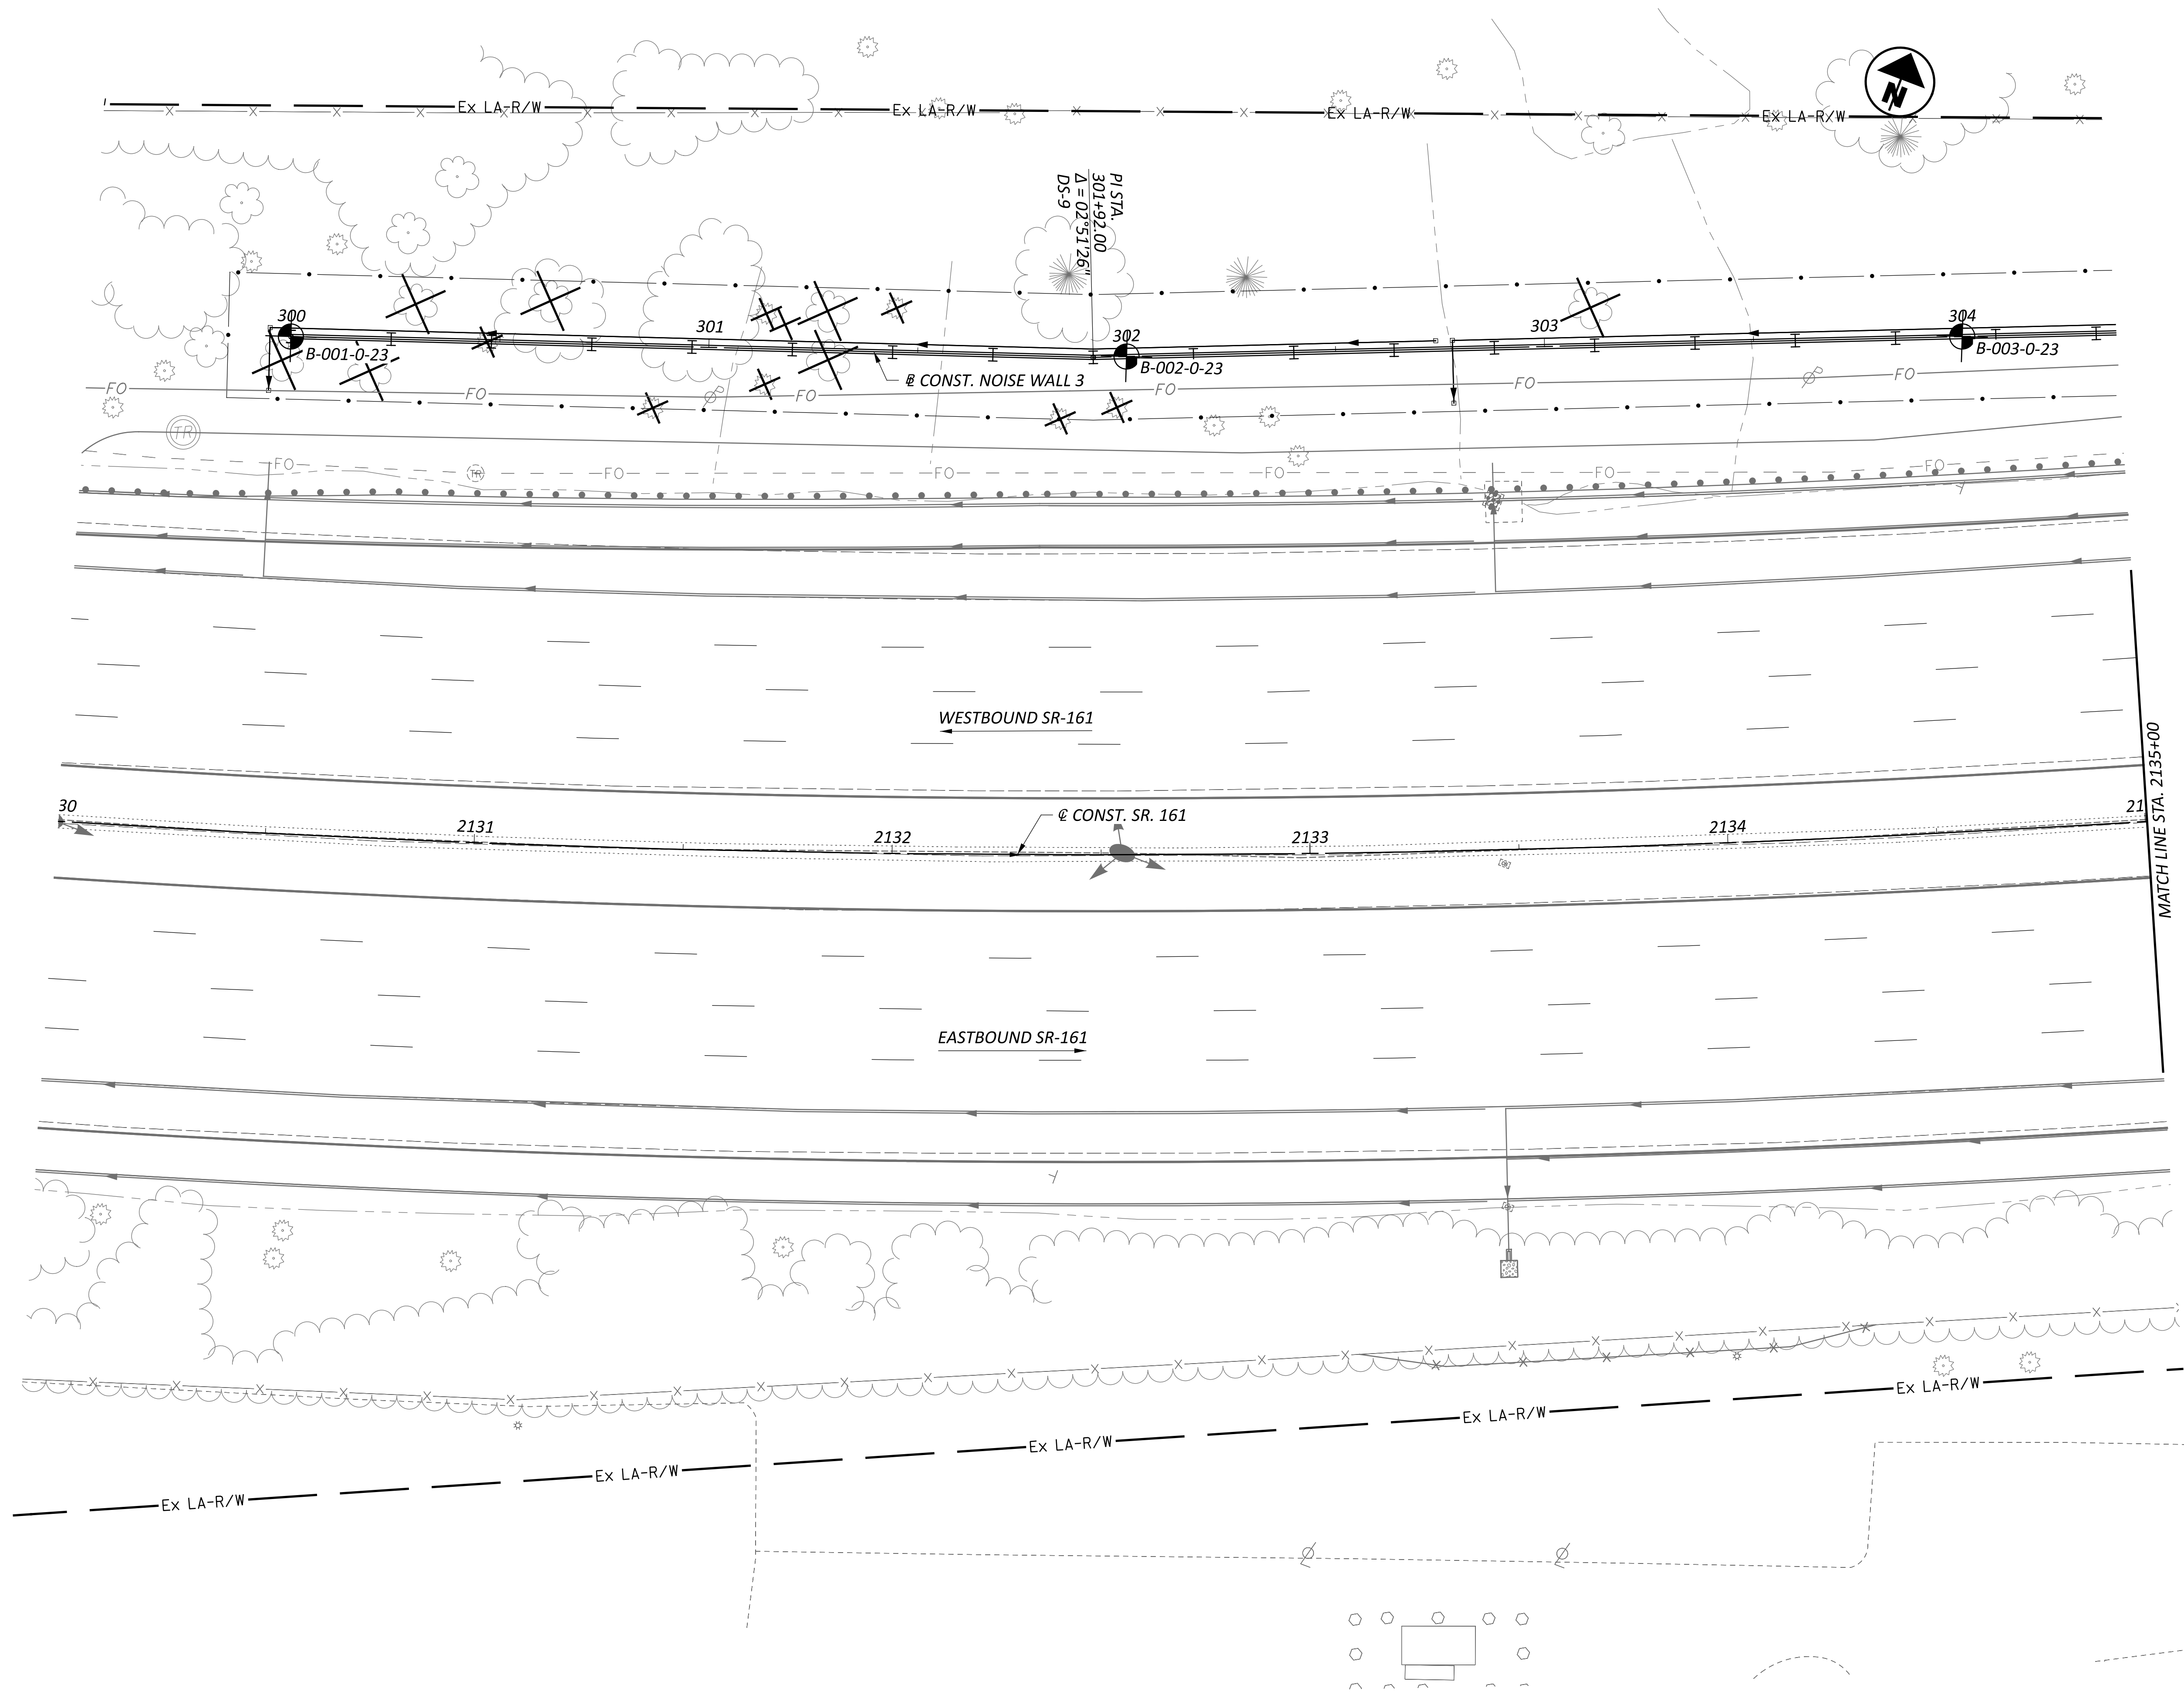 Ex LA-R/W
Ex LA-R/W
Ex LA-R/W
Ex LA-R/W
N
PI STA.
301+92.00
Δ = 02°51'26"
DS-9
300
301
302
303
304
B-001-0-23
B-002-0-23
B-003-0-23
℄ CONST. NOISE WALL 3
FO
FO
FO
FO
FO
FO
TR
FO
TR
FO
FO
FO
FO
FO
WESTBOUND SR-161
MATCH LINE STA. 2135+00
30
2131
2132
℄ CONST. SR. 161
2133
2134
21
EASTBOUND SR-161
Ex LA-R/W
Ex LA-R/W
Ex LA-R/W
Ex LA-R/W
Ex LA-R/W